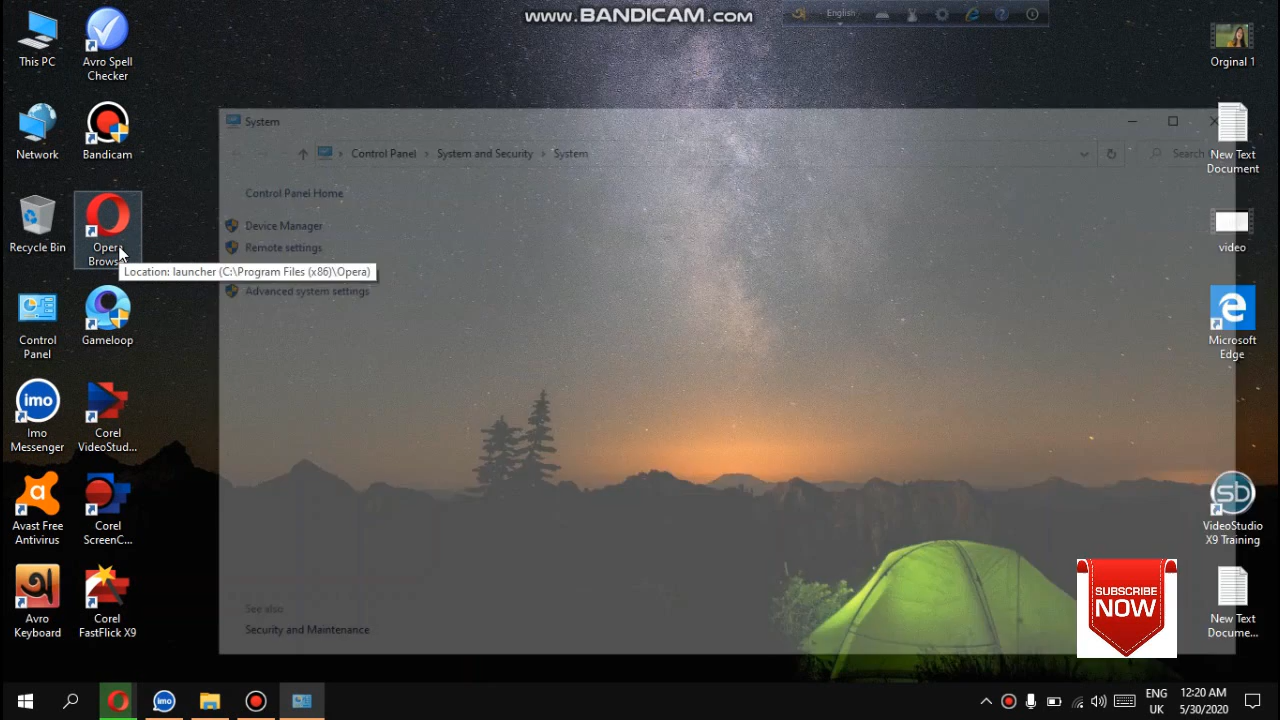 www.BANDICAM.com
English
This PC
Avro Spell
Checker
Orginal 1
System
Control Panel
System and Security
System
Search
Network
Bandicam
New Text
Document
Control Panel Home
Device Manager
Remote settings
Recycle Bin
Opera
Brows
video
Location: launcher (C:\Program Files (x86)\Opera)
Advanced system settings
Control
Panel
Gameloop
Microsoft
Edge
imo
Imo
Messenger
Corel
VideoStud...
Avast Free
Antivirus
Corel
ScreenC...
sb
VideoStudio
X9 Training
অ
Avro
Keyboard
Corel
FastFlick X9
SUBSCRIBE
NOW
New Text
Docume...
See also
Security and Maintenance
imo
ENG
UK
12:20 AM
5/30/2020